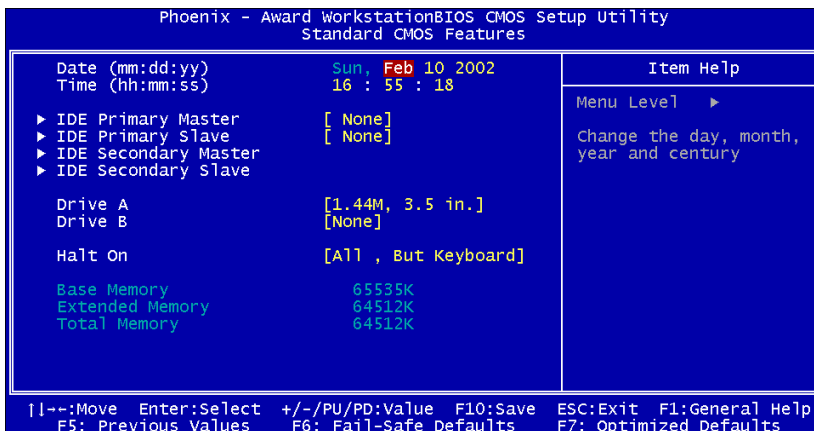 Phoenix - Award WorkstationBIOS CMOS Setup Utility
Standard CMOS Features
Date (mm:dd:yy) Sun, Feb 10 2002
Time (hh:mm:ss) 16 : 55 : 18
▶ IDE Primary Master [ None]
▶ IDE Primary Slave [ None]
▶ IDE Secondary Master
▶ IDE Secondary Slave
Drive A [1.44M, 3.5 in.]
Drive B [None]
Halt On [All , But Keyboard]
Base Memory 65535K
Extended Memory 64512K
Total Memory 64512K
Item Help
Menu Level ▶
Change the day, month,
year and century
↑↓→←:Move Enter:Select +/-/PU/PD:Value F10:Save ESC:Exit F1:General Help
F5: Previous Values F6: Fail-Safe Defaults F7: Optimized Defaults